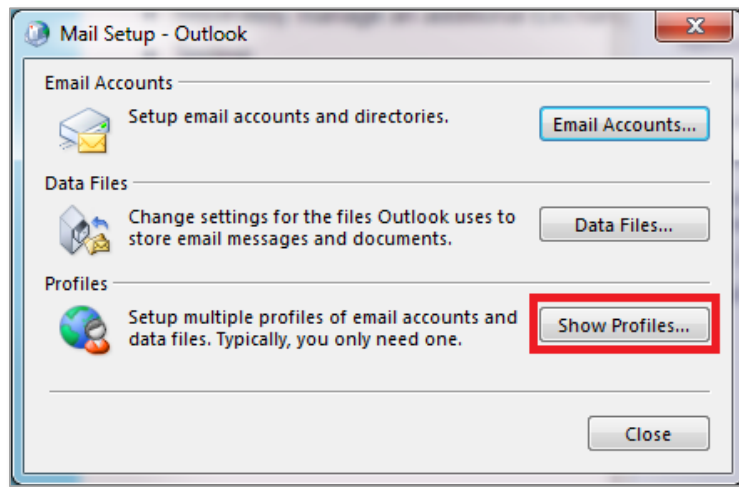 Mail Setup - Outlook
Email Accounts
Setup email accounts and directories.
Email Accounts...
Data Files
Change settings for the files Outlook uses to
store email messages and documents.
Data Files...
Profiles
Setup multiple profiles of email accounts and
data files. Typically, you only need one.
Show Profiles...
Close